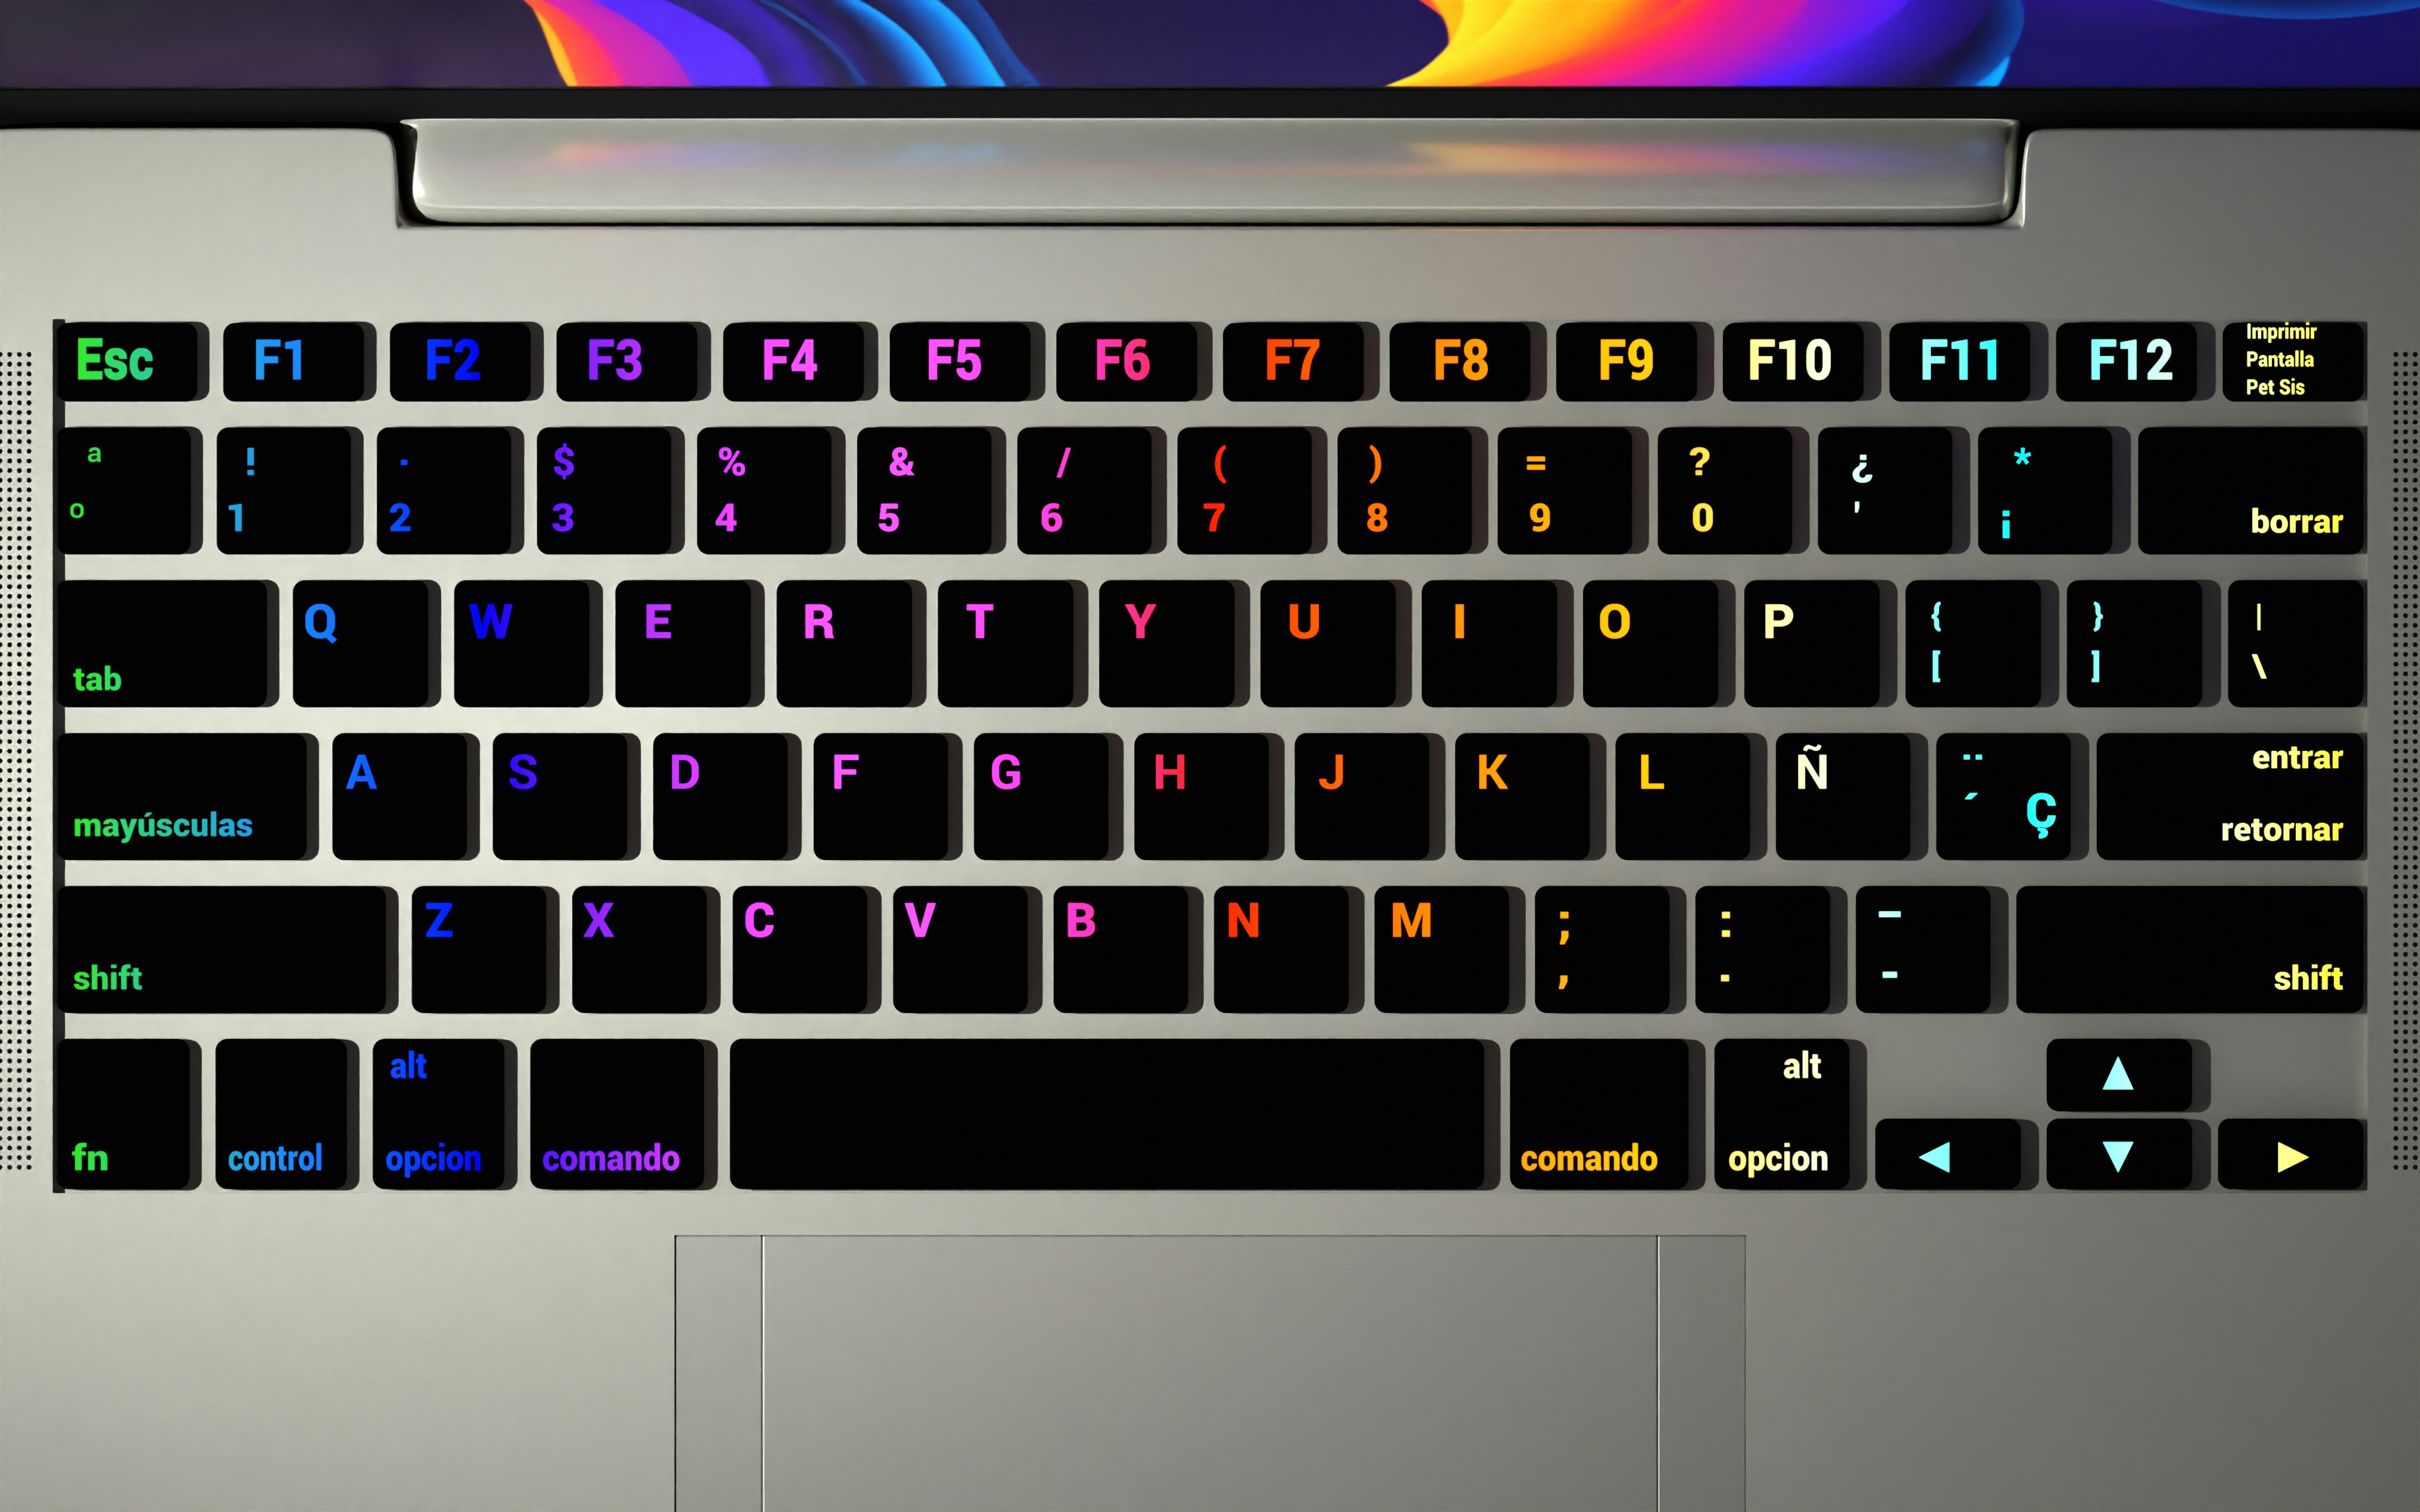 Esc F1 F2 F3 F4 F5 F6 F7 F8 F9 F10 F11 F12 Imprimir
Pantalla
Pet Sis
a ! · $ % & / ( ) = ? ¿ *
o 1 2 3 4 5 6 7 8 9 0 ' ¡ borrar
Q W E R T Y U I O P { } |
tab [ ] \
A S D F G H J K L Ñ ¨ entrar
mayúsculas ´ Ç retornar
Z X C V B N M ; : _
shift , . - shift
alt alt
fn control opcion comando comando opcion